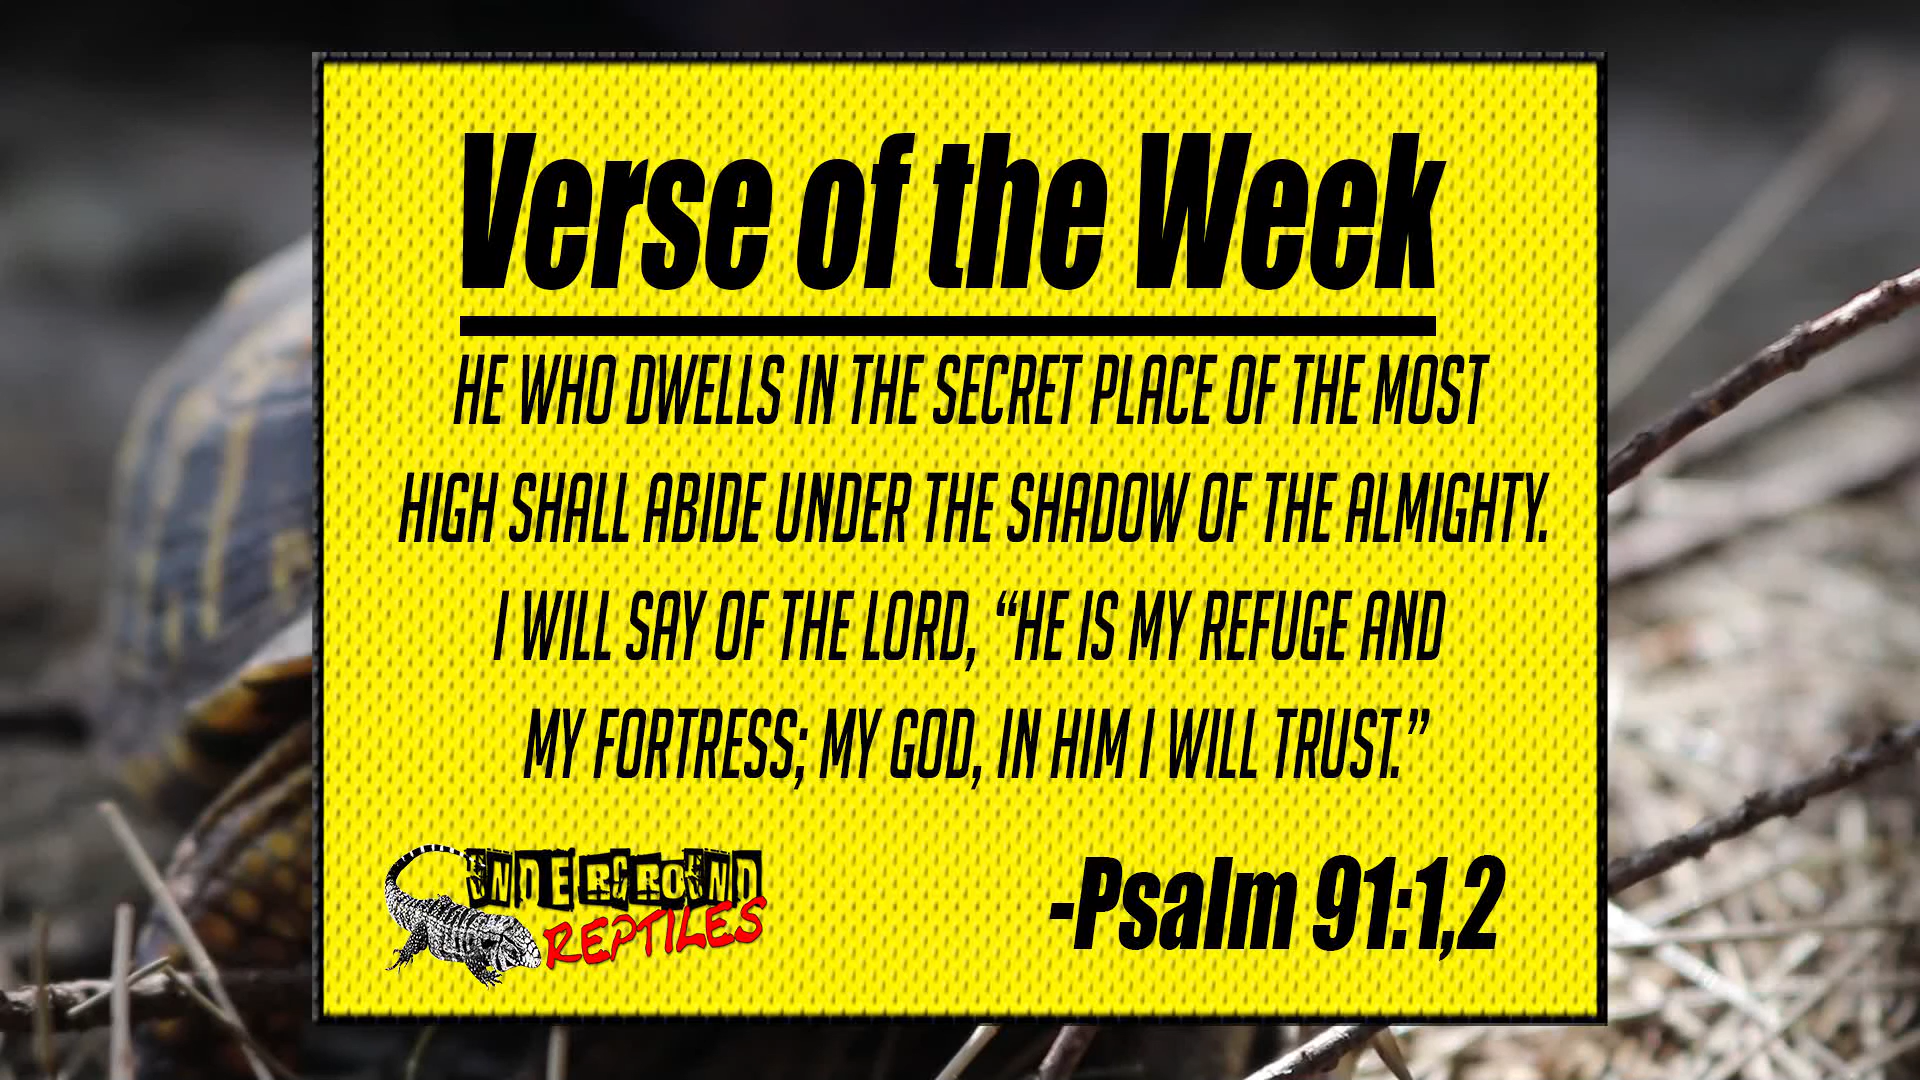 Verse of the Week
HE WHO DWELLS IN THE SECRET PLACE OF THE MOST
HIGH SHALL ABIDE UNDER THE SHADOW OF THE ALMIGHTY.
I WILL SAY OF THE LORD, “HE IS MY REFUGE AND
MY FORTRESS; MY GOD, IN HIM I WILL TRUST.”
UNDERGROUND
REPTILES
-Psalm 91:1,2